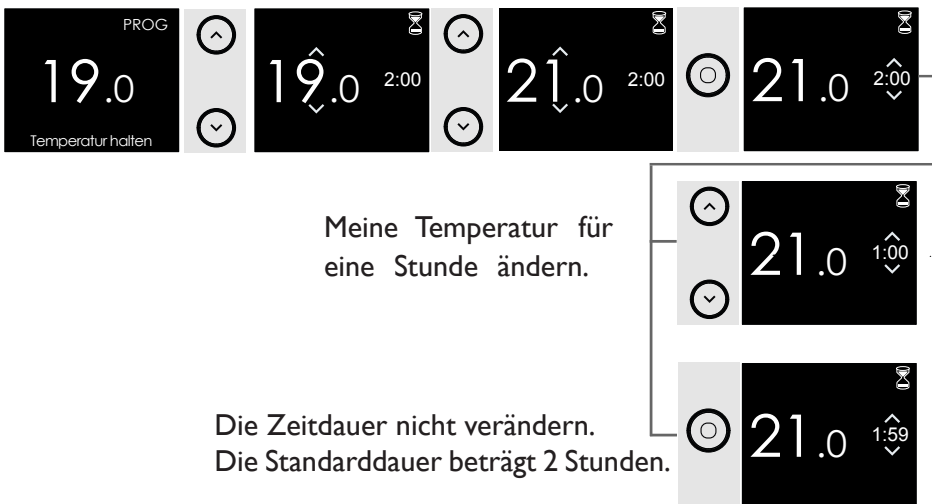 PROG
19.0
Temperatur halten
19.0 2:00
21.0 2:00
21.0 2:00
Meine Temperatur für
eine Stunde ändern.
21.0 1:00
Die Zeitdauer nicht verändern.
Die Standarddauer beträgt 2 Stunden.
21.0 1:59